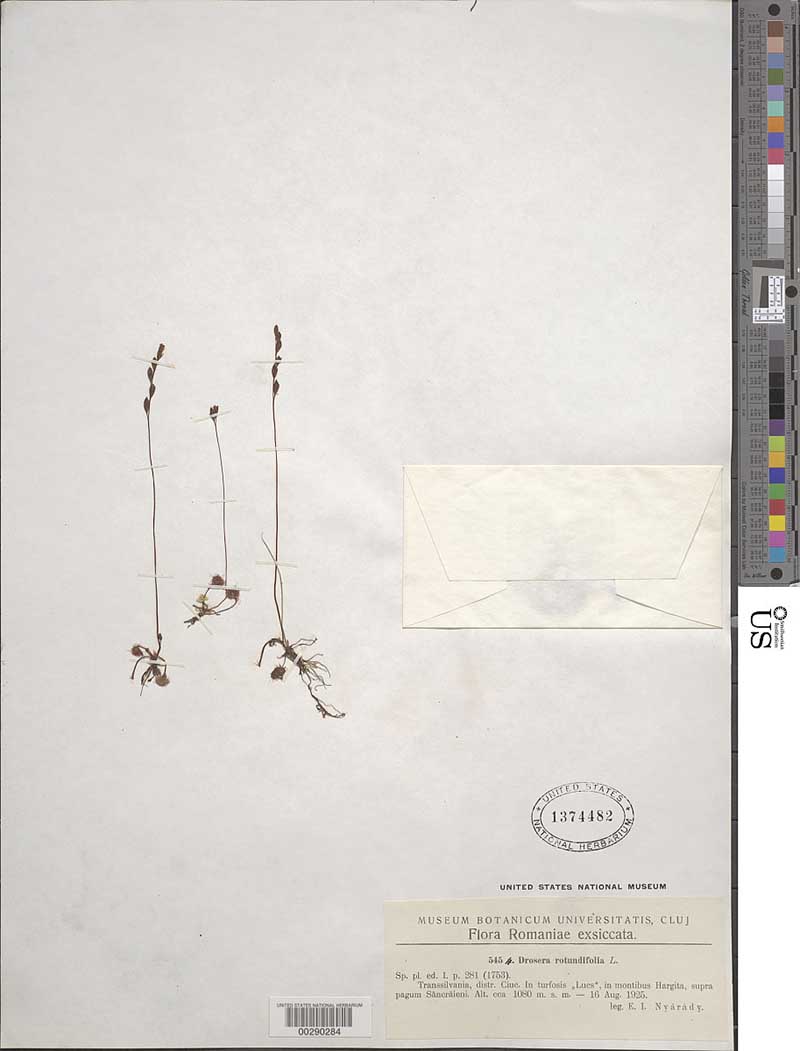 Smithsonian
Institution
US
UNITED STATES
1374482
NATIONAL HERBARIUM
UNITED STATES NATIONAL MUSEUM
MUSEUM BOTANICUM UNIVERSITATIS, CLUJ
Flora Romaniae exsiccata.
545 a. Drosera rotundifolia L.
Sp. pl. ed. I. p. 281 (1753).
Transsilvania, distr. Ciuc. In turfosis „Lucs“, in montibus Hargita, supra
pagum Sâncrăieni. Alt. cca 1080 m. s. m. — 16 Aug. 1925.
leg. E. I. Nyárády.
UNITED STATES NATIONAL HERBARIUM
00290284